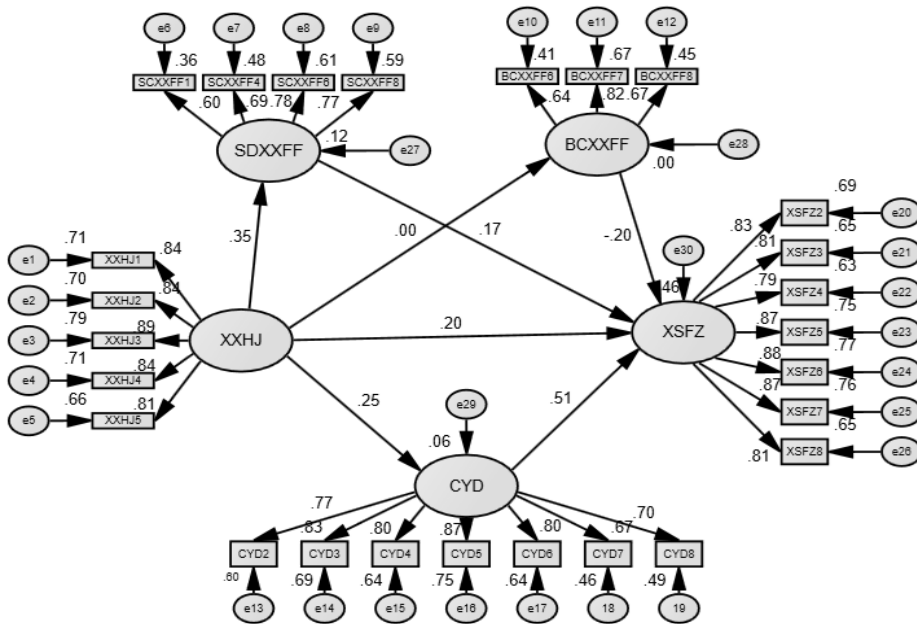 e6 e7 e8 e9
.36 .48 .61 .59
SCXXFF1 SCXXFF4 SCXXFF6 SCXXFF8
.60 .69 .78 .77
SDXXFF
.12
e27
e10 e11 e12
.41 .67 .45
BCXXFF6 BCXXFF7 BCXXFF8
.64 .82 .67
BCXXFF
.00
e28
.35
.00
.17
-.20
.20
.25
.51
e1 .71 XXHJ1 .84
e2 .70 XXHJ2 .84
e3 .79 XXHJ3 .89
e4 .71 XXHJ4 .84
e5 .66 XXHJ5 .81
XXHJ
e30
.46
XSFZ
.83 XSFZ2 .69 e20
.81 XSFZ3 .65 e21
.79 XSFZ4 .63 e22
.87 XSFZ5 .75 e23
.88 XSFZ6 .77 e24
.87 XSFZ7 .76 e25
.81 XSFZ8 .65 e26
e29
.06
CYD
.77 .83 .80 .87 .80 .67 .70
CYD2 CYD3 CYD4 CYD5 CYD6 CYD7 CYD8
.60 .69 .64 .75 .64 .46 .49
e13 e14 e15 e16 e17 18 19